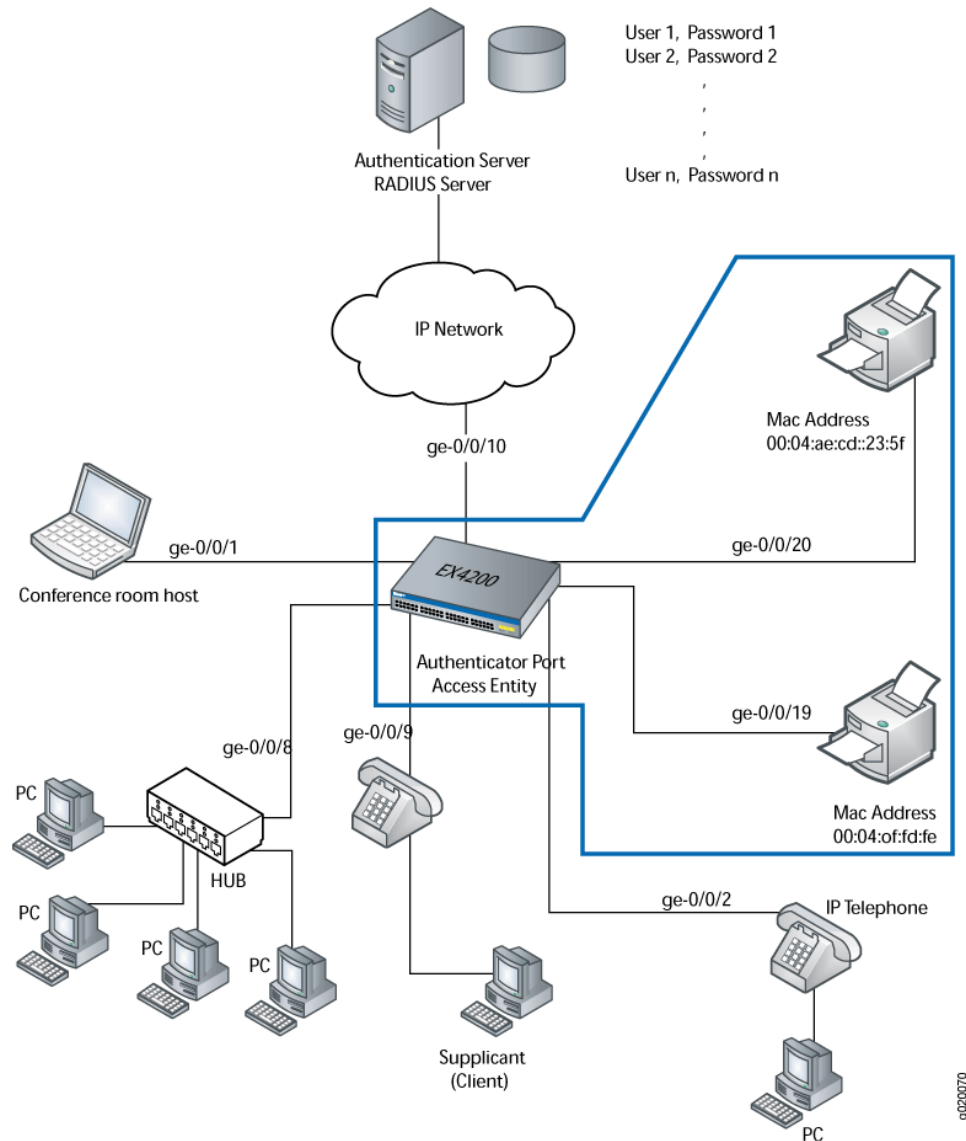 User 1, Password 1
User 2, Password 2
,
,
,
,
User n, Password n
Authentication Server
RADIUS Server
IP Network
ge-0/0/10
Mac Address
00:04:ae:cd::23:5f
ge-0/0/1
ge-0/0/20
Conference room host
EX4200
Authenticator Port
Access Entity
ge-0/0/19
ge-0/0/8
ge-0/0/9
Mac Address
00:04:of:fd:fe
PC
HUB
PC
PC
PC
ge-0/0/2
IP Telephone
Supplicant
(Client)
PC
g020070